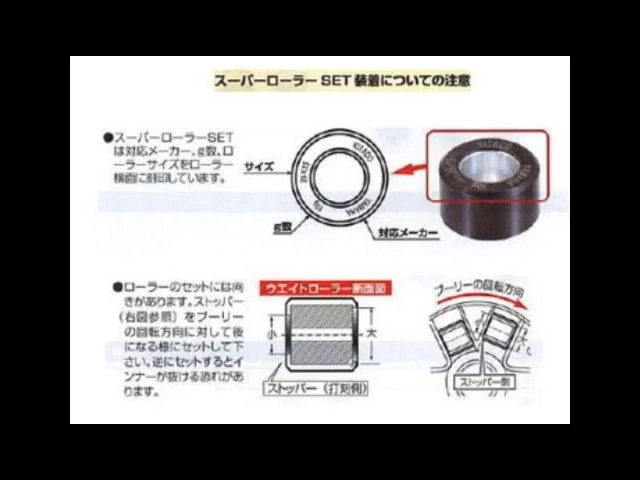 スーパーローラー SET 装着についての注意
●スーパーローラーSET
は対応メーカー、g数、ロ
ーラーサイズをローラー
横面に刻印しています。
サイズ
KITACO
YAMAHA
g数
対応メーカー
KITACO
YAMAHA
●ローラーのセットには向
きがあります。ストッパー
(右図参照)をプーリー
の回転方向に対して後
になる様にセットして下
さい。逆にセットするとイ
ンナーが抜ける恐れがあ
ります。
ウエイトローラー断面図
小
大
ストッパー(打刻側)
プーリーの回転方向
ストッパー側